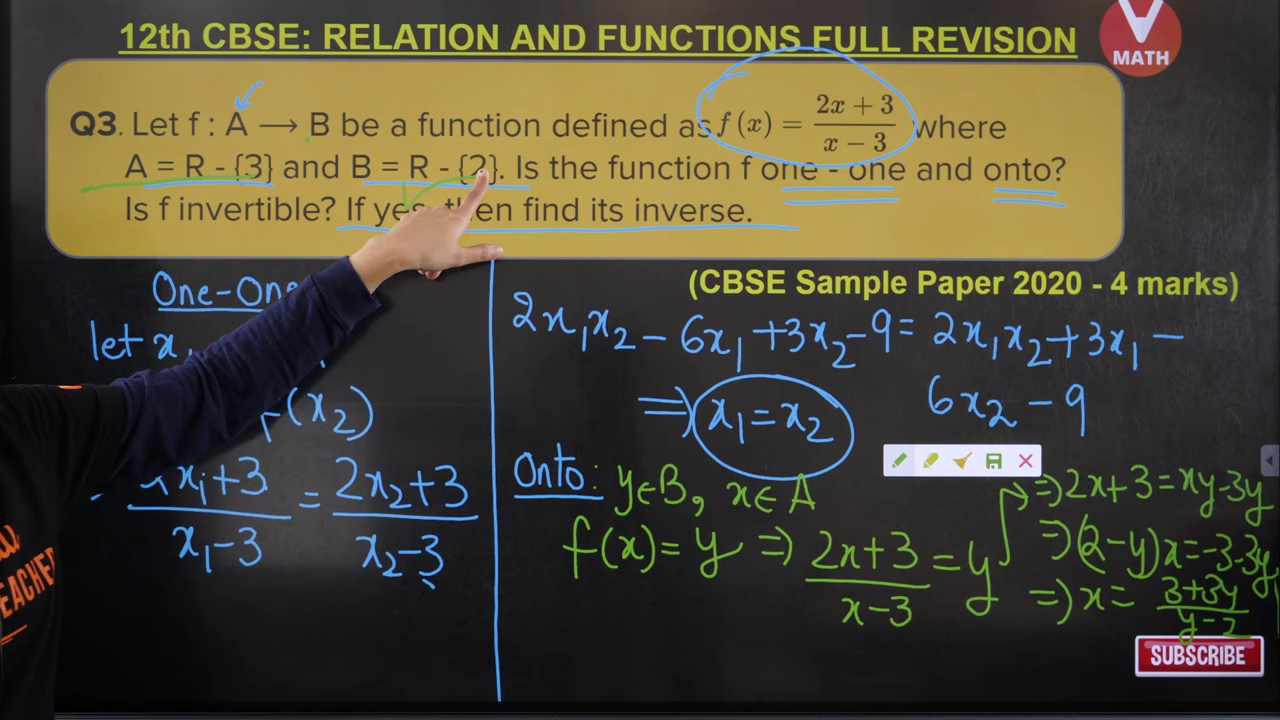 12th CBSE: RELATION AND FUNCTIONS FULL REVISION
MATH
Q3. Let f : A → B be a function defined as f(x) = (2x + 3)/(x − 3) where
A = R - {3} and B = R - {2}. Is the function f one - one and onto?
Is f invertible? If yes, then find its inverse.
(CBSE Sample Paper 2020 - 4 marks)
One-One
let x
(x₂)
x₁+3 / x₁-3 = 2x₂+3 / x₂-3
2x₁x₂ - 6x₁ + 3x₂ - 9 = 2x₁x₂ + 3x₁ -
6x₂ - 9
⇒ x₁ = x₂
Onto: y∈B, x∈A
f(x) = y ⇒ (2x+3)/(x-3) = y
⇒ 2x+3 = xy-3y
⇒ (2-y)x = -3-3y
⇒ x = (3+3y)/(y-2)
EACHER
SUBSCRIBE